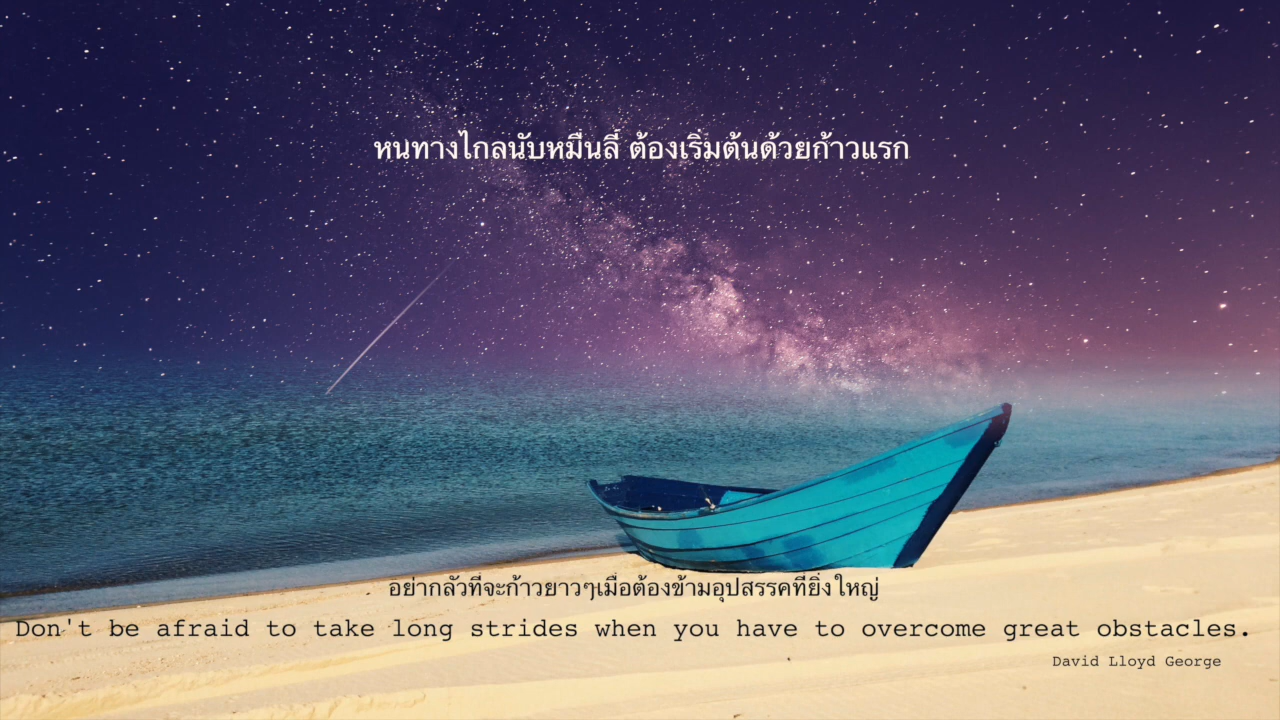 หนทางไกลนับหมื่นลี้ ต้องเริ่มต้นด้วยก้าวแรก
อย่ากลัวที่จะก้าวยาวๆเมื่อต้องข้ามอุปสรรคที่ยิ่งใหญ่
Don't be afraid to take long strides when you have to overcome great obstacles.
David Lloyd George